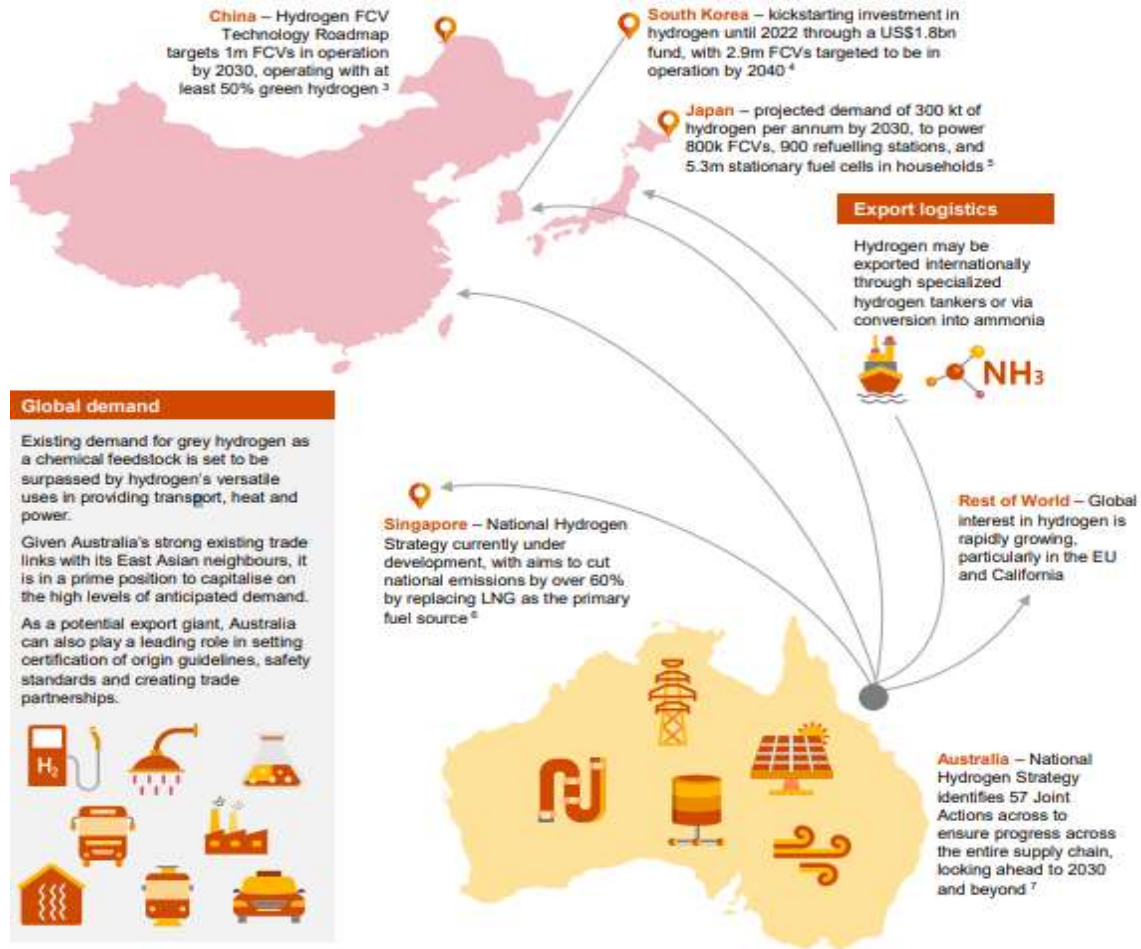 China – Hydrogen FCV
Technology Roadmap
targets 1m FCVs in operation
by 2030, operating with at
least 50% green hydrogen 3
South Korea – kickstarting investment in
hydrogen until 2022 through a US$1.8bn
fund, with 2.9m FCVs targeted to be in
operation by 2040 4
Japan – projected demand of 300 kt of
hydrogen per annum by 2030, to power
800k FCVs, 900 refuelling stations, and
5.3m stationary fuel cells in households 5
Export logistics
Hydrogen may be
exported internationally
through specialized
hydrogen tankers or via
conversion into ammonia
NH3
Global demand
Existing demand for grey hydrogen as
a chemical feedstock is set to be
surpassed by hydrogen's versatile
uses in providing transport, heat and
power.
Given Australia's strong existing trade
links with its East Asian neighbours, it
is in a prime position to capitalise on
the high levels of anticipated demand.
As a potential export giant, Australia
can also play a leading role in setting
certification of origin guidelines, safety
standards and creating trade
partnerships.
H2
Singapore – National Hydrogen
Strategy currently under
development, with aims to cut
national emissions by over 60%
by replacing LNG as the primary
fuel source 6
Rest of World – Global
interest in hydrogen is
rapidly growing,
particularly in the EU
and California
Australia – National
Hydrogen Strategy
identifies 57 Joint
Actions across to
ensure progress across
the entire supply chain,
looking ahead to 2030
and beyond 7